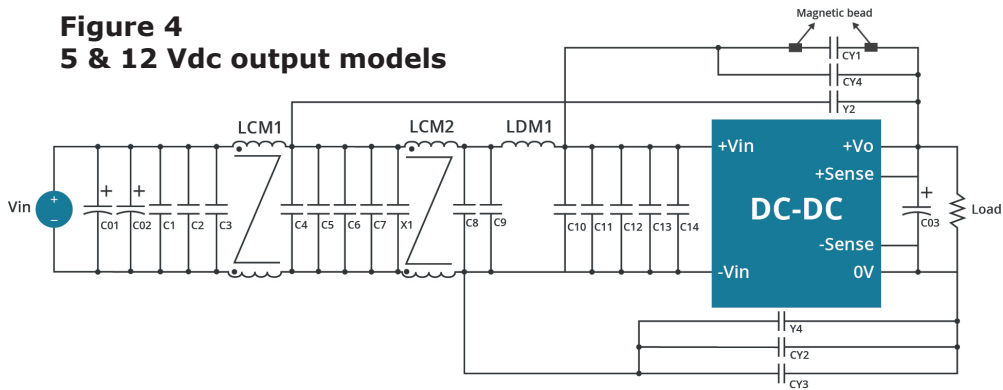 Figure 4
5 & 12 Vdc output models
Magnetic bead
CY1
CY4
Y2
LCM1
LCM2
LDM1
+Vin
+Vo
+Sense
DC-DC
-Sense
-Vin
0V
Vin
+
−
+
C01
+
C02
C1
C2
C3
C4
C5
C6
C7
X1
C8
C9
C10
C11
C12
C13
C14
+
C03
Load
Y4
CY2
CY3